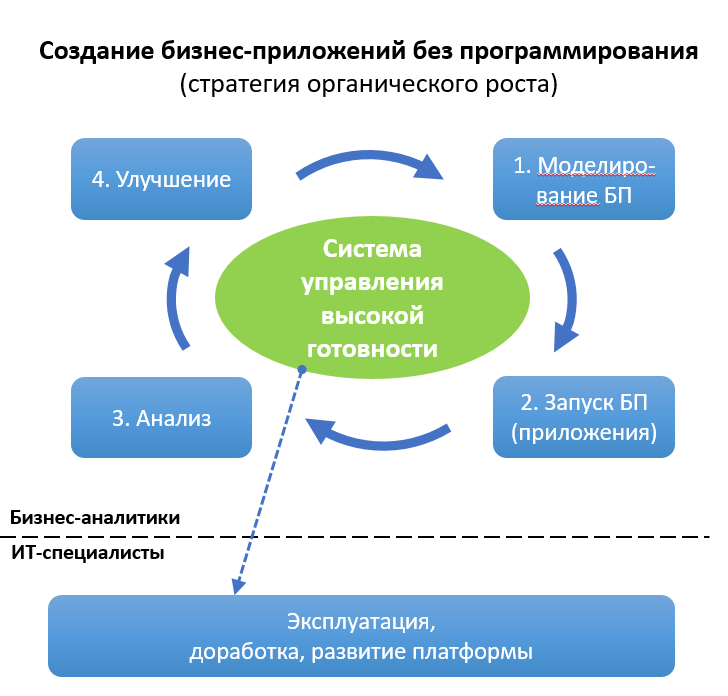 Создание бизнес-приложений без программирования
(стратегия органического роста)
4. Улучшение
1. Моделиро-
вание БП
Система
управления
высокой
готовности
3. Анализ
2. Запуск БП
(приложения)
Бизнес-аналитики
ИТ-специалисты
Эксплуатация,
доработка, развитие платформы